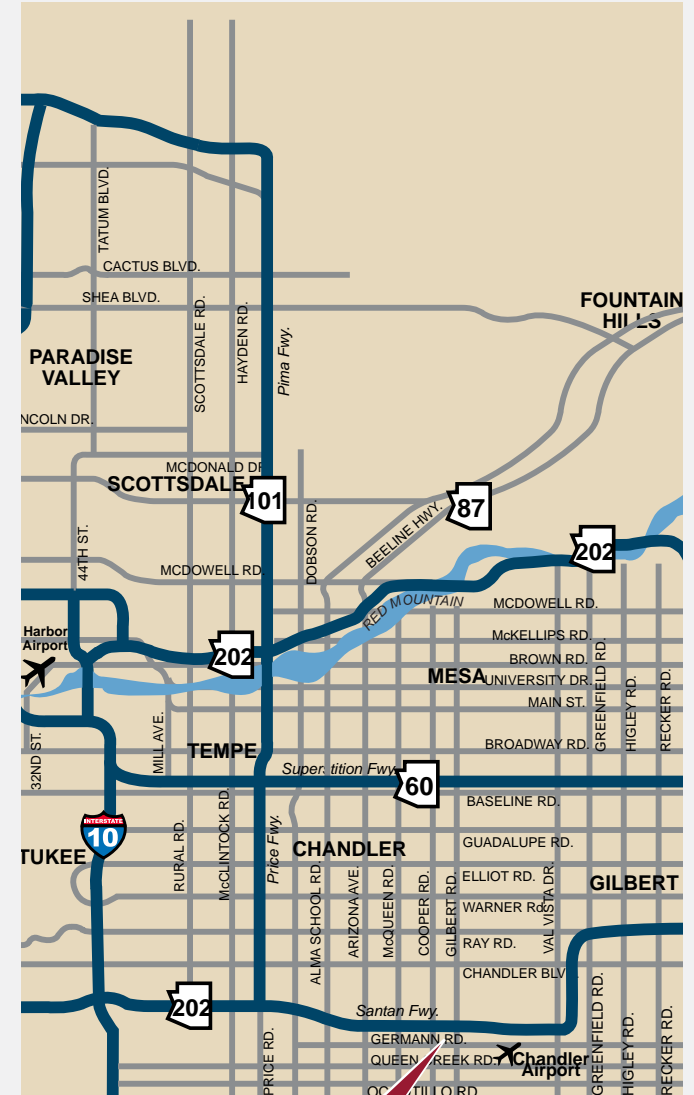 TATUM BLVD.
CACTUS BLVD.
SHEA BLVD.
SCOTTSDALE RD.
HAYDEN RD.
Pima Fwy.
FOUNTAIN
HILLS
PARADISE
VALLEY
NCOLN DR.
MCDONALD DR
SCOTTSDALE
101
87
DOBSON RD.
BEELINE HWY.
44TH ST.
202
MCDOWELL RD.
RED MOUNTAIN
MCDOWELL RD.
Harbor
Airport
McKELLIPS RD.
202
BROWN RD.
MESA
UNIVERSITY DR.
MAIN ST.
GREENFIELD RD.
HIGLEY RD.
RECKER RD.
32ND ST.
MILL AVE.
TEMPE
BROADWAY RD.
Superstition Fwy.
60
BASELINE RD.
INTERSTATE
10
TUKEE
RURAL RD.
McCLINTOCK RD.
Price Fwy.
CHANDLER
GUADALUPE RD.
ELLIOT RD.
GILBERT
WARNER Rd.
RAY RD.
CHANDLER BLV
ALMA SCHOOL RD.
ARIZONA AVE.
McQUEEN RD.
COOPER RD.
GILBERT RD.
VAL VISTA DR.
202
Santan Fwy.
GERMANN RD.
QUEEN CREEK RD.
Chandler
Airport
OCOTILLO RD
PRICE RD.
GREENFIELD RD.
HIGLEY RD.
RECKER RD.